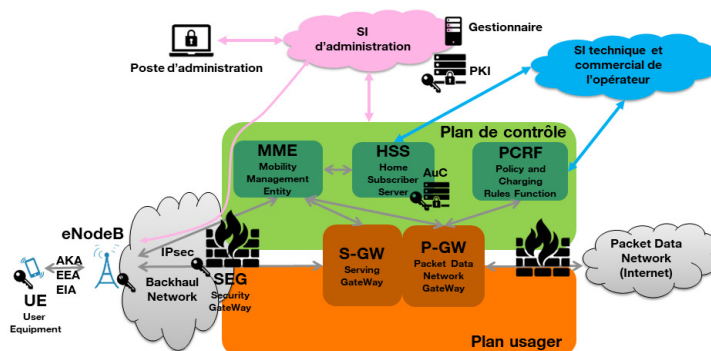 SI
d'administration
Gestionnaire
Poste d'administration
PKI
SI technique et
commercial de
l'opérateur
Plan de contrôle
MME
Mobility
Management
Entity
HSS
Home
Subscriber
Server
AuC
PCRF
Policy and
Charging
Rules Function
eNodeB
IPsec
AKA
EEA
EIA
UE
User
Equipment
Backhaul
Network
SEG
Security
GateWay
S-GW
Serving
GateWay
P-GW
Packet Data
Network
GateWay
Packet Data
Network
(Internet)
Plan usager